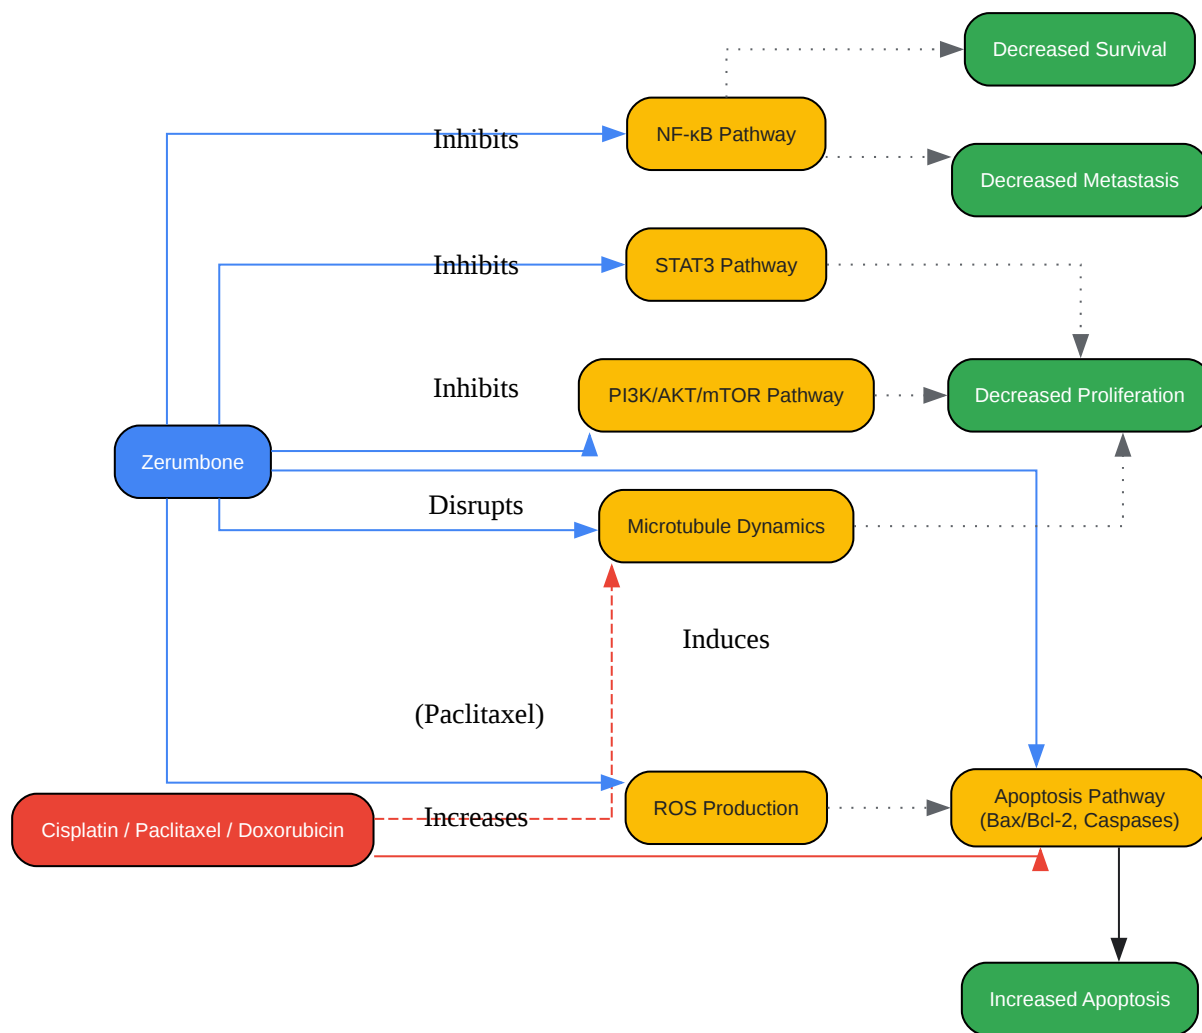 Decreased Survival
Inhibits
NF-κB Pathway
Decreased Metastasis
Inhibits
STAT3 Pathway
Inhibits
PI3K/AKT/mTOR Pathway
Decreased Proliferation
Zerumbone
Disrupts
Microtubule Dynamics
Induces
(Paclitaxel)
Cisplatin / Paclitaxel / Doxorubicin
Increases
ROS Production
Apoptosis Pathway
(Bax/Bcl-2, Caspases)
Increased Apoptosis